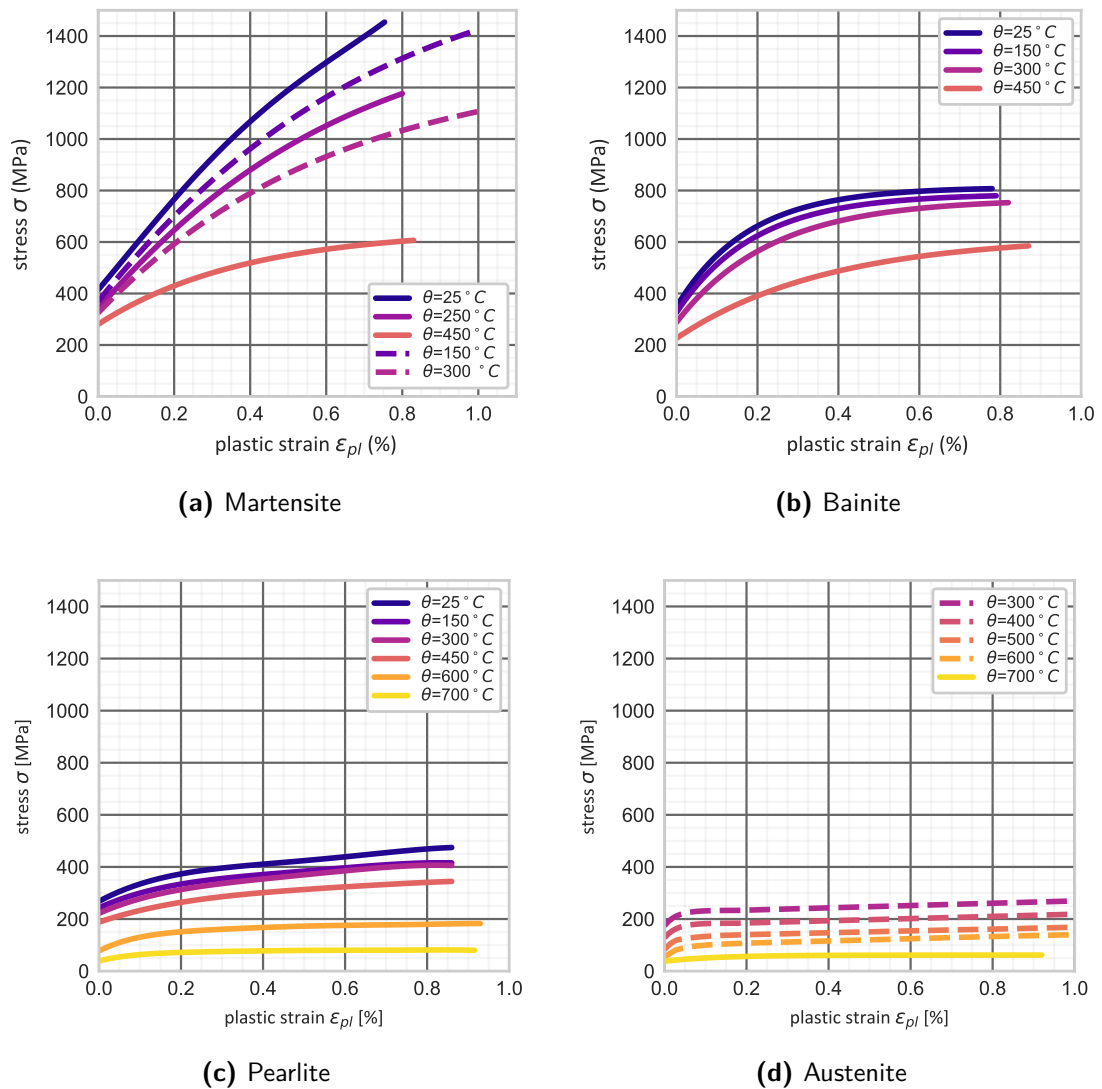 1400
1200
1000
800
600
400
200
0
stress σ (MPa)
θ=25°C
θ=250°C
θ=450°C
θ=150°C
θ=300 °C
0.0 0.2 0.4 0.6 0.8 1.0
plastic strain εpl (%)
(a) Martensite
1400
1200
1000
800
600
400
200
0
stress σ (MPa)
θ=25°C
θ=150°C
θ=300°C
θ=450°C
0.0 0.2 0.4 0.6 0.8 1.0
plastic strain εpl (%)
(b) Bainite
1400
1200
1000
800
600
400
200
0
stress σ [MPa]
θ=25°C
θ=150°C
θ=300°C
θ=450°C
θ=600°C
θ=700°C
0.0 0.2 0.4 0.6 0.8 1.0
plastic strain εpl [%]
(c) Pearlite
1400
1200
1000
800
600
400
200
0
stress σ [MPa]
θ=300°C
θ=400°C
θ=500°C
θ=600°C
θ=700°C
0.0 0.2 0.4 0.6 0.8 1.0
plastic strain εpl [%]
(d) Austenite